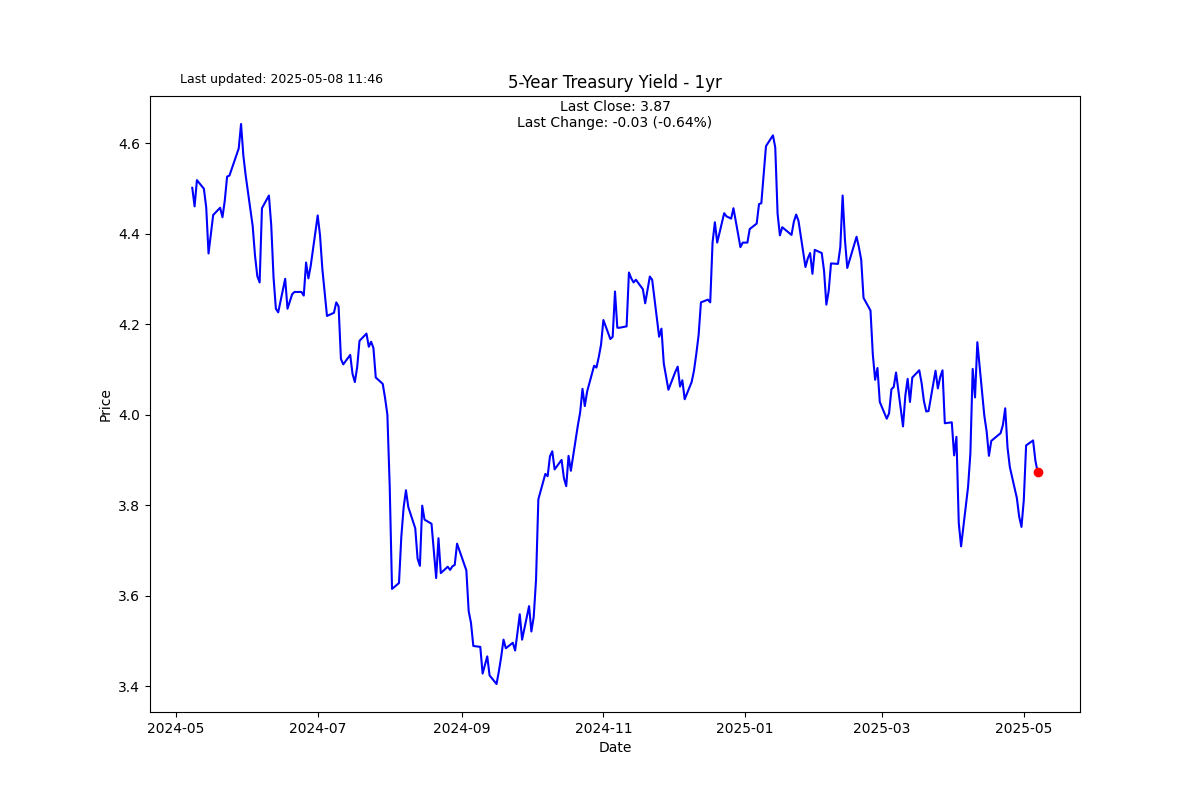 Last updated: 2025-05-08 11:46
5-Year Treasury Yield - 1yr
Last Close: 3.87
Last Change: -0.03 (-0.64%)
Price
4.6
4.4
4.2
4.0
3.8
3.6
3.4
2024-05
2024-07
2024-09
2024-11
2025-01
2025-03
2025-05
Date